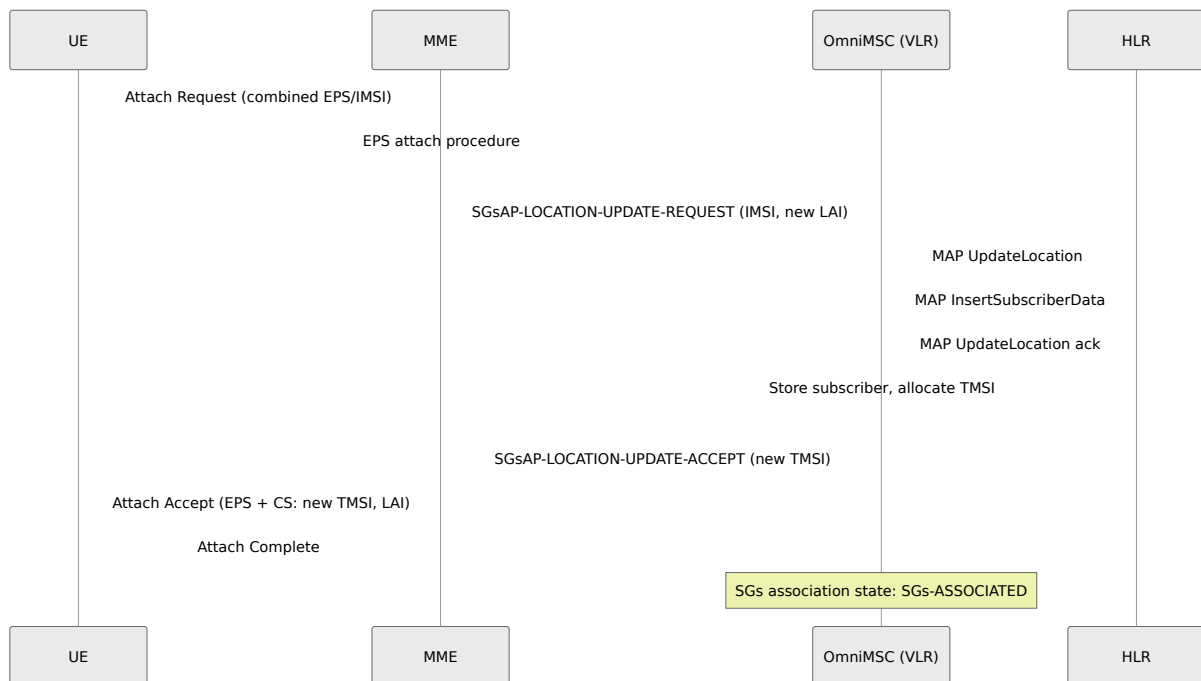 UE
MME
OmniMSC (VLR)
HLR
Attach Request (combined EPS/IMSI)
EPS attach procedure
SGsAP-LOCATION-UPDATE-REQUEST (IMSI, new LAI)
MAP UpdateLocation
MAP InsertSubscriberData
MAP UpdateLocation ack
Store subscriber, allocate TMSI
SGsAP-LOCATION-UPDATE-ACCEPT (new TMSI)
Attach Accept (EPS + CS: new TMSI, LAI)
Attach Complete
SGs association state: SGs-ASSOCIATED
UE
MME
OmniMSC (VLR)
HLR